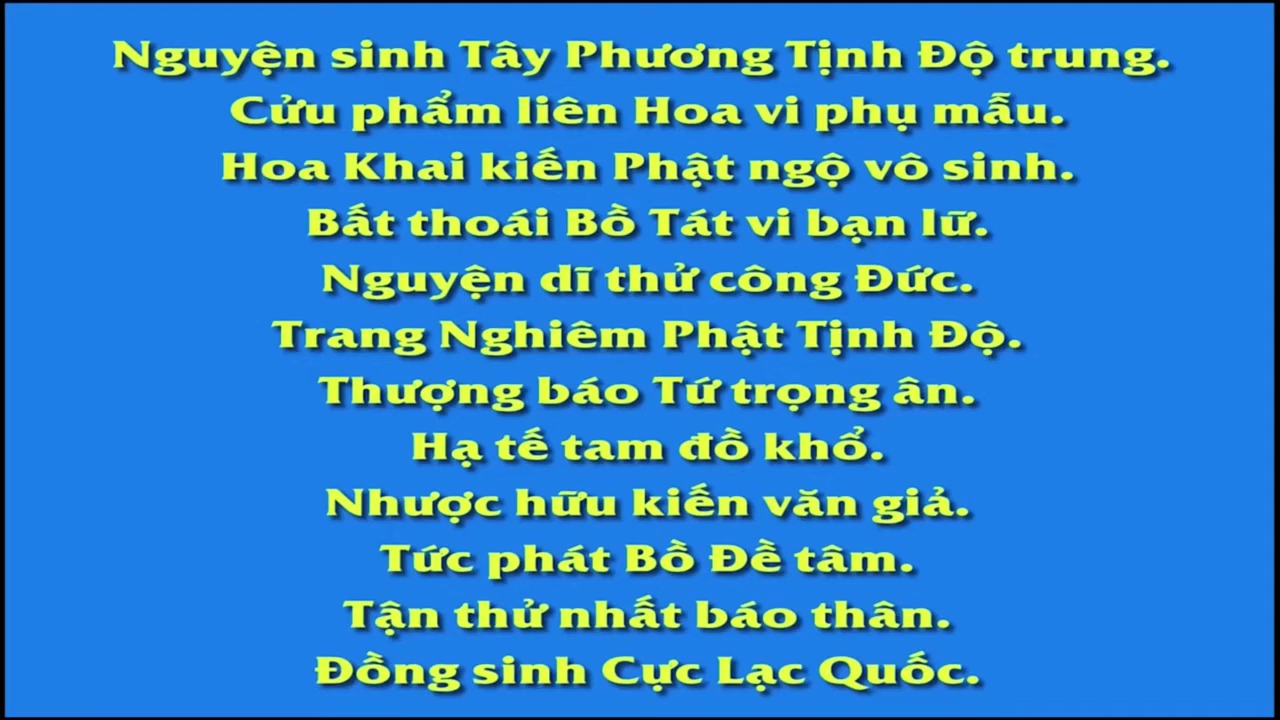 Nguyện sinh Tây Phương Tịnh Độ trung.
Cửu phẩm liên Hoa vi phụ mẫu.
Hoa Khai kiến Phật ngộ vô sinh.
Bất thoái Bồ Tát vi bạn lữ.
Nguyện dĩ thử công Đức.
Trang Nghiêm Phật Tịnh Độ.
Thượng báo Tứ trọng ân.
Hạ tế tam đồ khổ.
Nhược hữu kiến văn giả.
Tức phát Bồ Đề tâm.
Tận thử nhất báo thân.
Đồng sinh Cực Lạc Quốc.